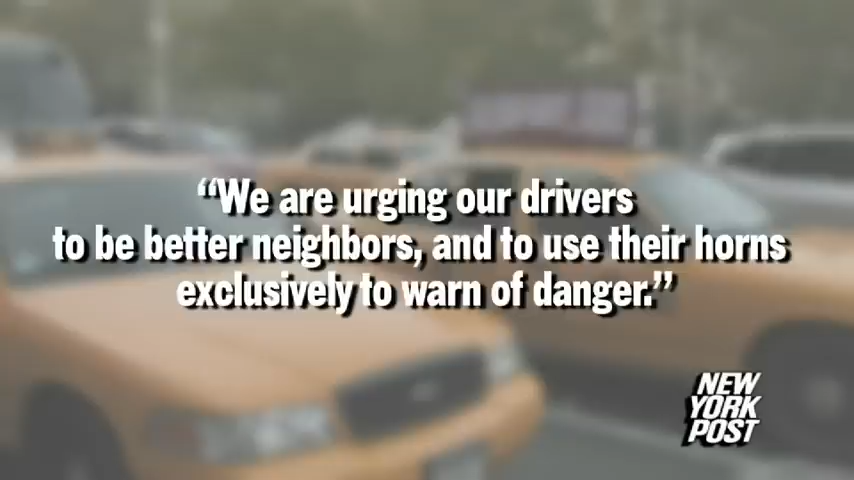 “We are urging our drivers
to be better neighbors, and to use their horns
exclusively to warn of danger.”
NEW
YORK
POST